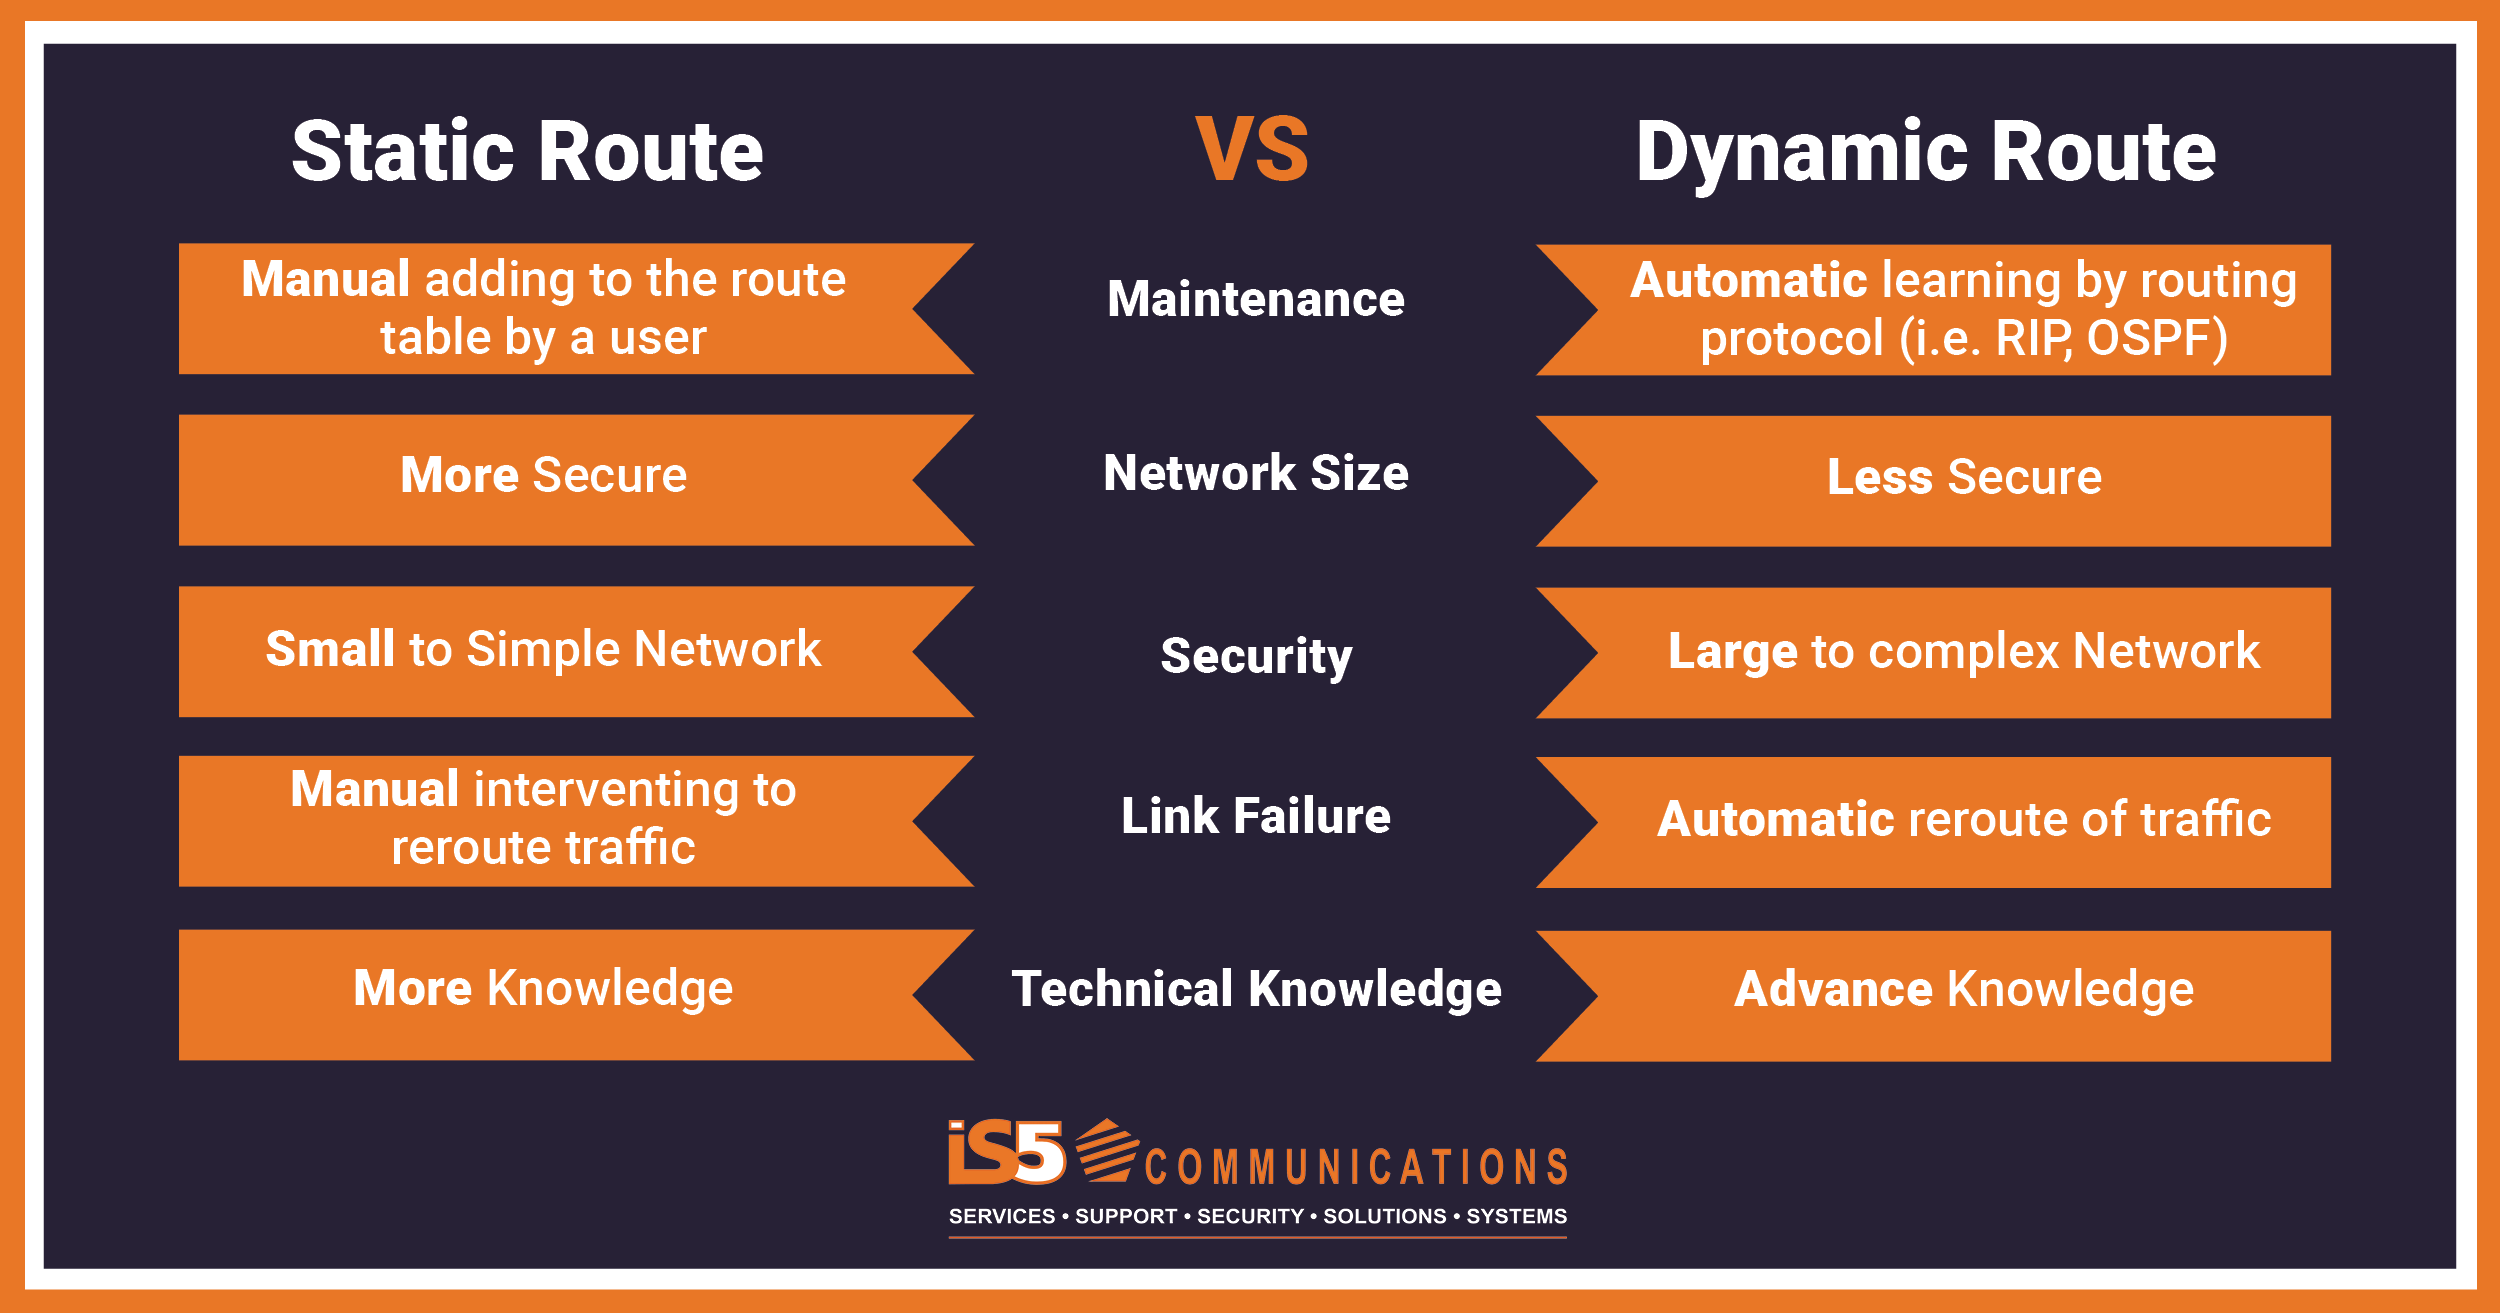 Static Route
VS
Dynamic Route
Manual adding to the route
table by a user
Maintenance
Automatic learning by routing
protocol (i.e. RIP, OSPF)
More Secure
Network Size
Less Secure
Small to Simple Network
Security
Large to complex Network
Manual interventing to
reroute traffic
Link Failure
Automatic reroute of traffic
More Knowledge
Technical Knowledge
Advance Knowledge
iS5 COMMUNICATIONS
SERVICES • SUPPORT • SECURITY • SOLUTIONS • SYSTEMS